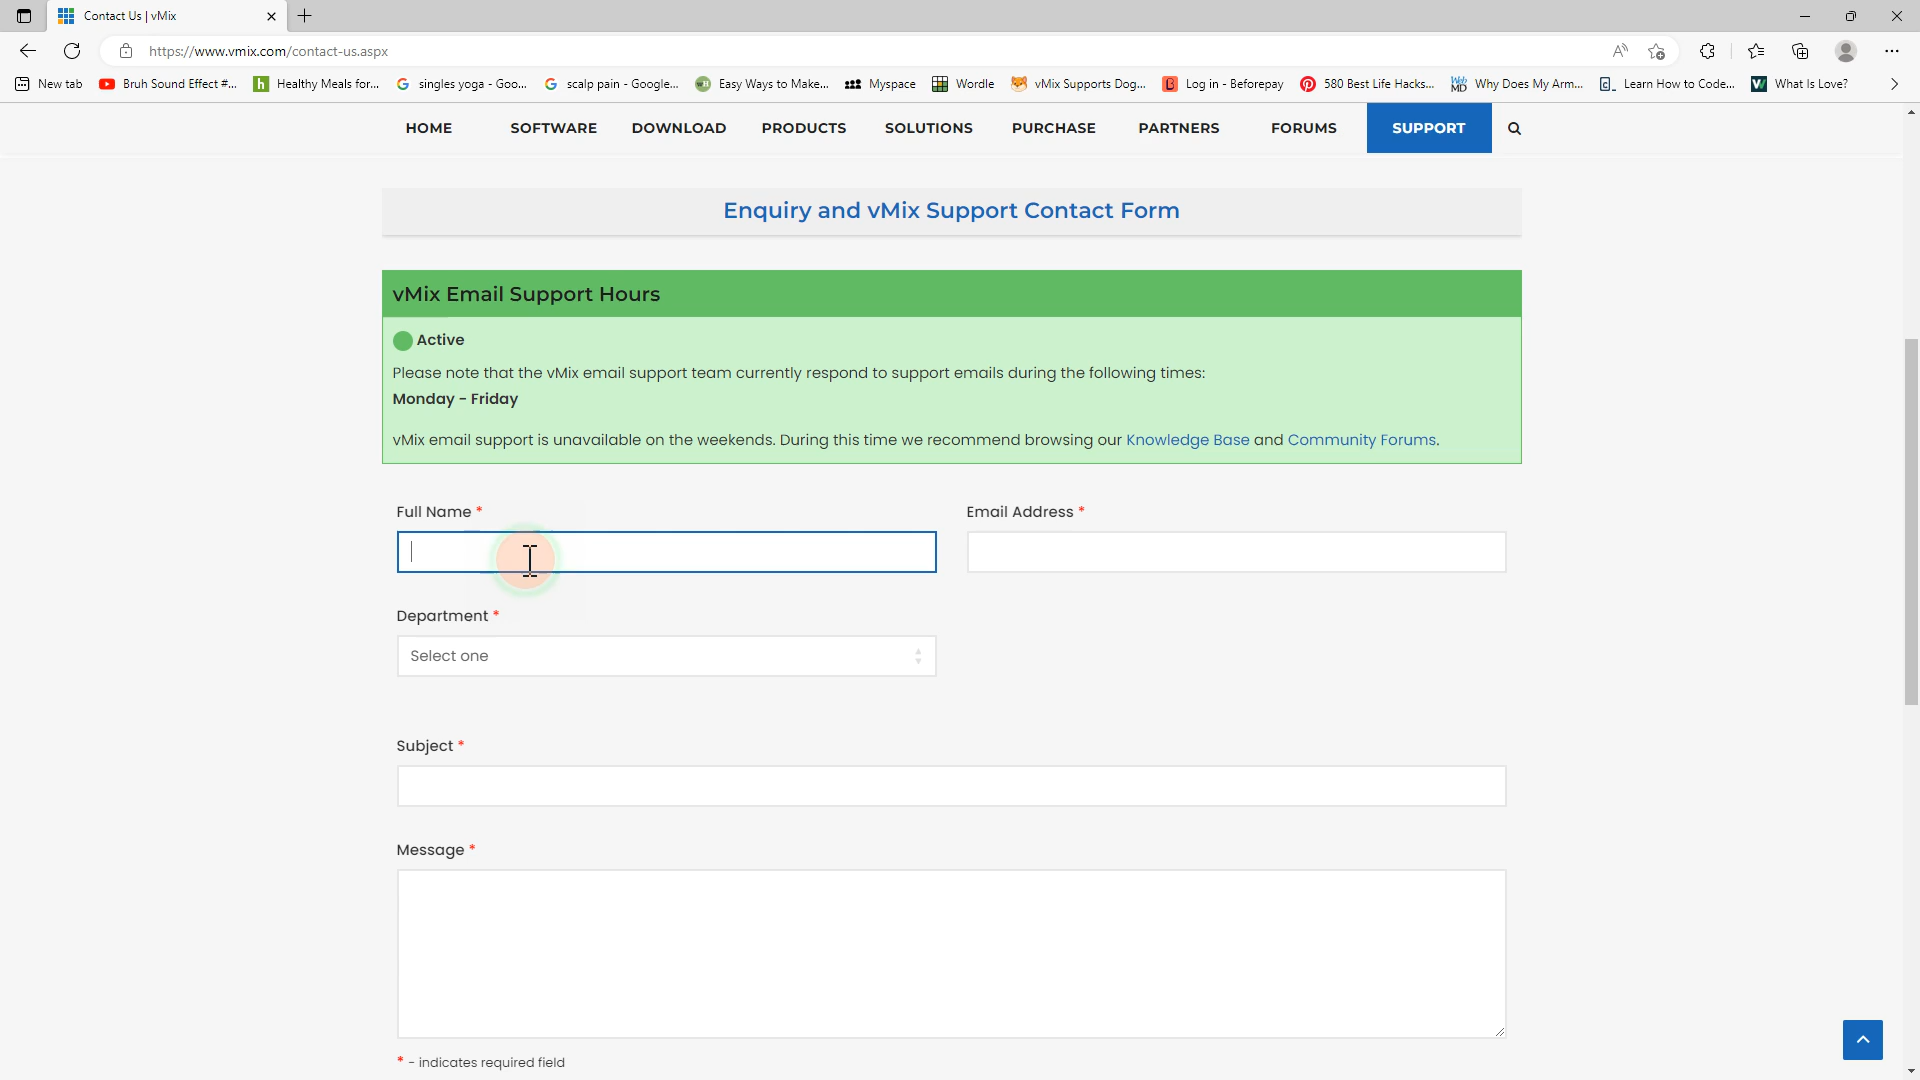 Contact Us | vMix
https://www.vmix.com/contact-us.aspx
New tab
Bruh Sound Effect #...
Healthy Meals for...
singles yoga - Goo...
scalp pain - Google...
Easy Ways to Make...
Myspace
Wordle
vMix Supports Dog...
Log in - Beforepay
580 Best Life Hacks...
Why Does My Arm...
Learn How to Code...
What Is Love?
HOME
SOFTWARE
DOWNLOAD
PRODUCTS
SOLUTIONS
PURCHASE
PARTNERS
FORUMS
SUPPORT
Enquiry and vMix Support Contact Form
vMix Email Support Hours
Active
Please note that the vMix email support team currently respond to support emails during the following times:
Monday - Friday
vMix email support is unavailable on the weekends. During this time we recommend browsing our Knowledge Base and Community Forums.
Full Name *
Email Address *
Department *
Select one
Subject *
Message *
* - indicates required field